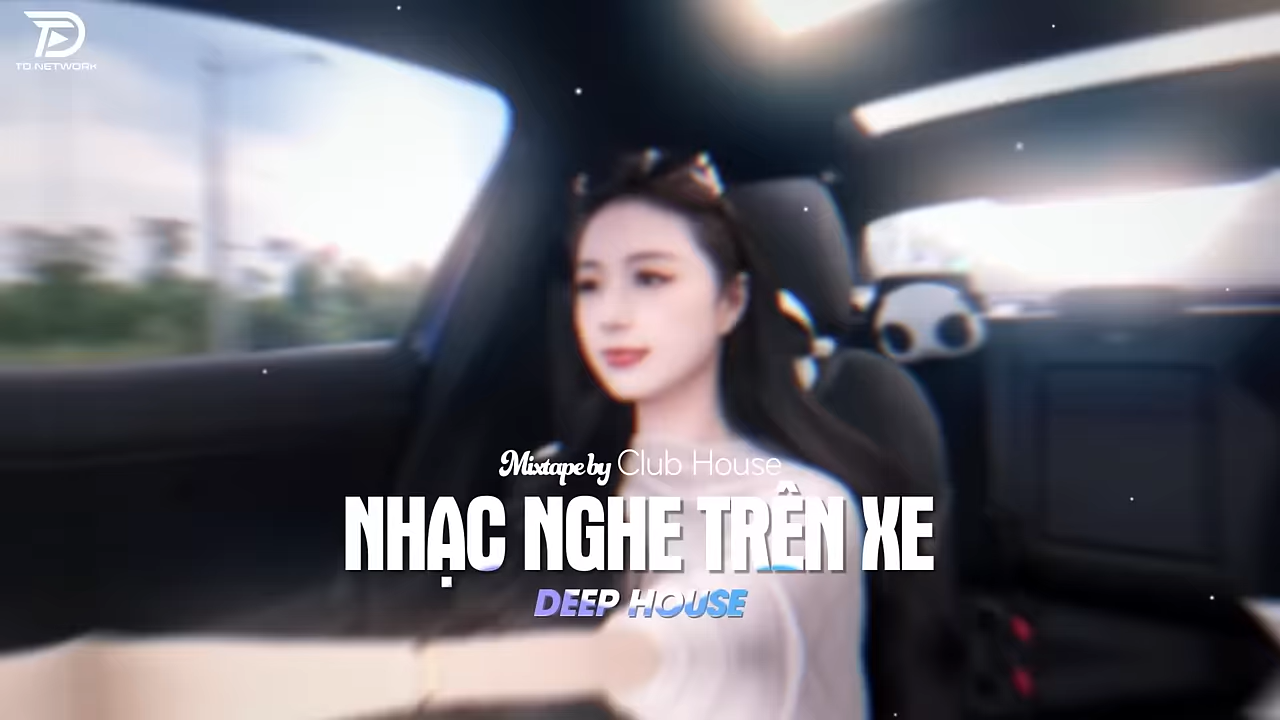 TD NETWORK
Mixtape by Club House
NHẠC NGHE TRÊN XE
DEEP HOUSE